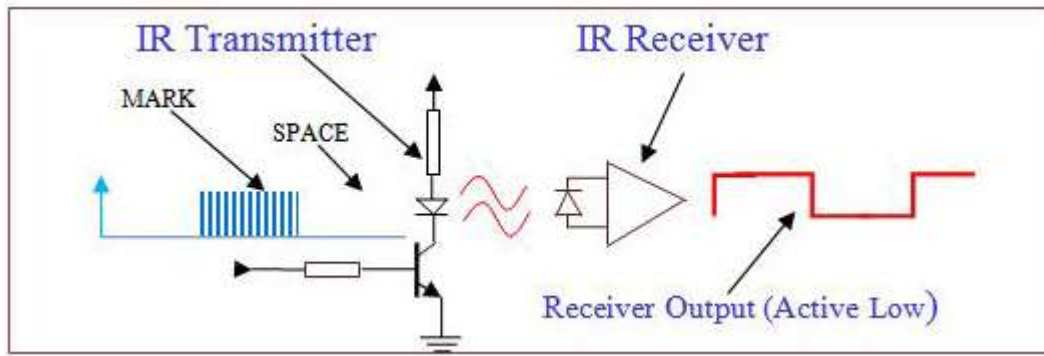 IR Transmitter
IR Receiver
MARK
SPACE
Receiver Output (Active Low)